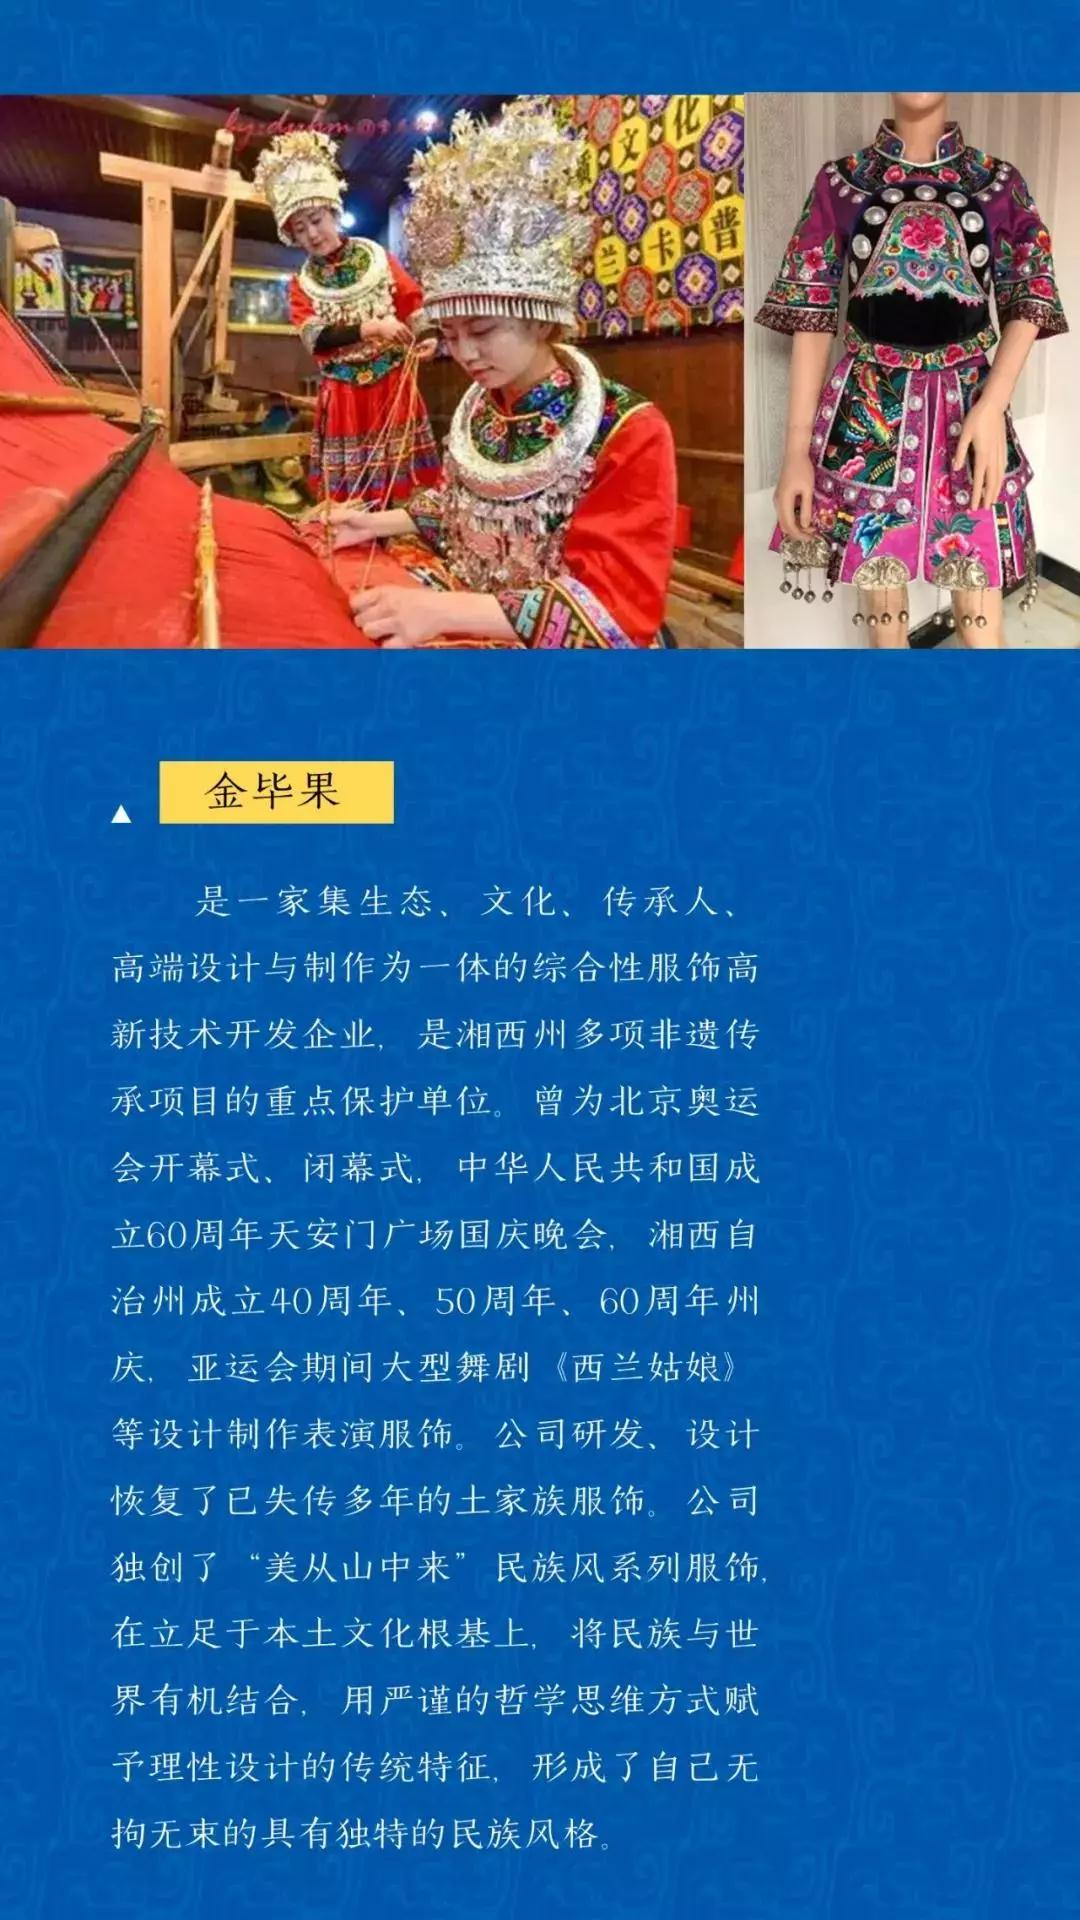 by:dyhm
文化
兰卡普
金毕果
是一家集生态、文化、传承人、
高端设计与制作为一体的综合性服饰高
新技术开发企业，是湘西州多项非遗传
承项目的重点保护单位。曾为北京奥运
会开幕式、闭幕式，中华人民共和国成
立60周年天安门广场国庆晚会，湘西自
治州成立40周年、50周年、60周年州
庆，亚运会期间大型舞剧《西兰姑娘》
等设计制作表演服饰。公司研发、设计
恢复了已失传多年的土家族服饰。公司
独创了“美从山中来”民族风系列服饰，
在立足于本土文化根基上，将民族与世
界有机结合，用严谨的哲学思维方式赋
予理性设计的传统特征，形成了自己无
拘无束的具有独特的民族风格。